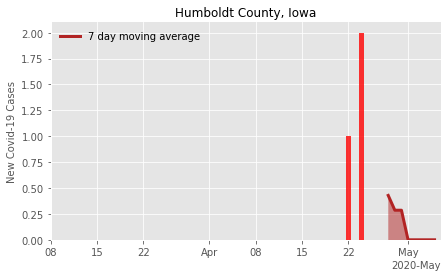 Humboldt County, Iowa
7 day moving average
New Covid-19 Cases
2.00
1.75
1.50
1.25
1.00
0.75
0.50
0.25
0.00
08 15 22 Apr 08 15 22 May
2020-May